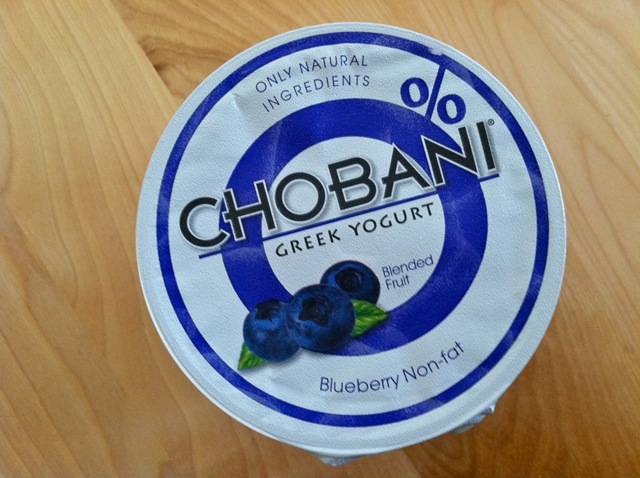 ONLY NATURAL
INGREDIENTS
0%
CHOBANI®
GREEK YOGURT
Blended
Fruit
Blueberry Non-fat